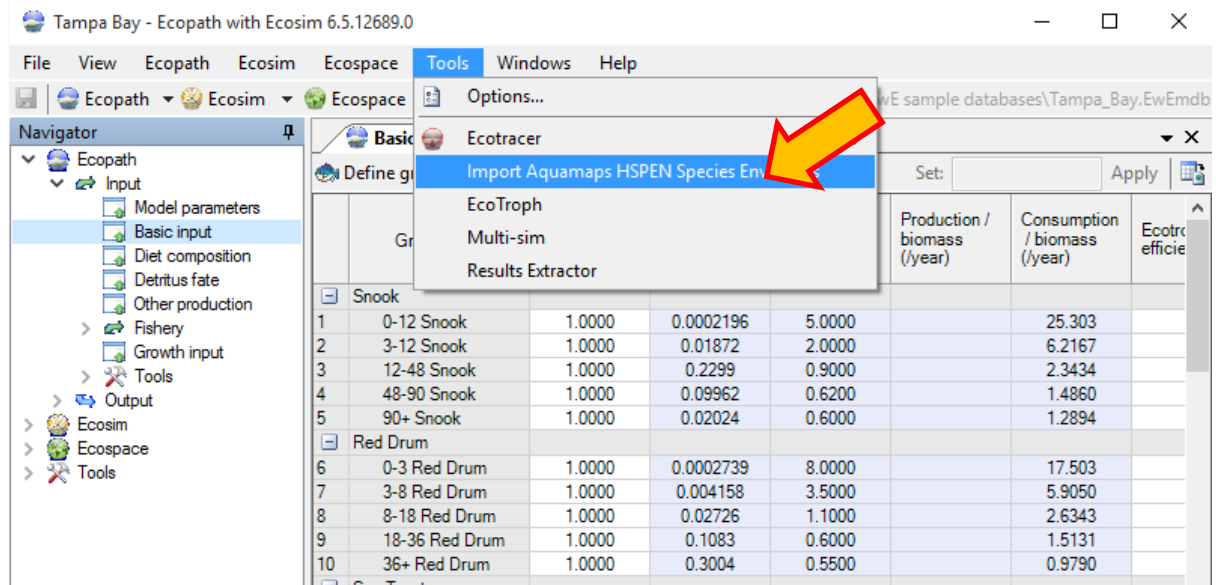 Tampa Bay - Ecopath with Ecosim 6.5.12689.0
File View Ecopath Ecosim Ecospace Tools Windows Help
Ecopath Ecosim Ecospace sample databases\Tampa_Bay.EwEmdb
Options...
Ecotracer
Import Aquamaps HSPEN Species
EcoTroph
Multi-sim
Results Extractor
Navigator
Ecopath
Input
Model parameters
Basic input
Diet composition
Detritus fate
Other production
Fishery
Growth input
Tools
Output
Ecosim
Ecospace
Tools
Basic
Define Set: Apply
Production / biomass (/year)
Consumption / biomass (/year)
Snook
1 0-12 Snook 1.0000 0.0002196 5.0000 25.303
2 3-12 Snook 1.0000 0.01872 2.0000 6.2167
3 12-48 Snook 1.0000 0.2299 0.9000 2.3434
4 48-90 Snook 1.0000 0.09962 0.6200 1.4860
5 90+ Snook 1.0000 0.02024 0.6000 1.2894
Red Drum
6 0-3 Red Drum 1.0000 0.0002739 8.0000 17.503
7 3-8 Red Drum 1.0000 0.004158 3.5000 5.9050
8 8-18 Red Drum 1.0000 0.02726 1.1000 2.6343
9 18-36 Red Drum 1.0000 0.1083 0.6000 1.5131
10 36+ Red Drum 1.0000 0.3004 0.5500 0.9790